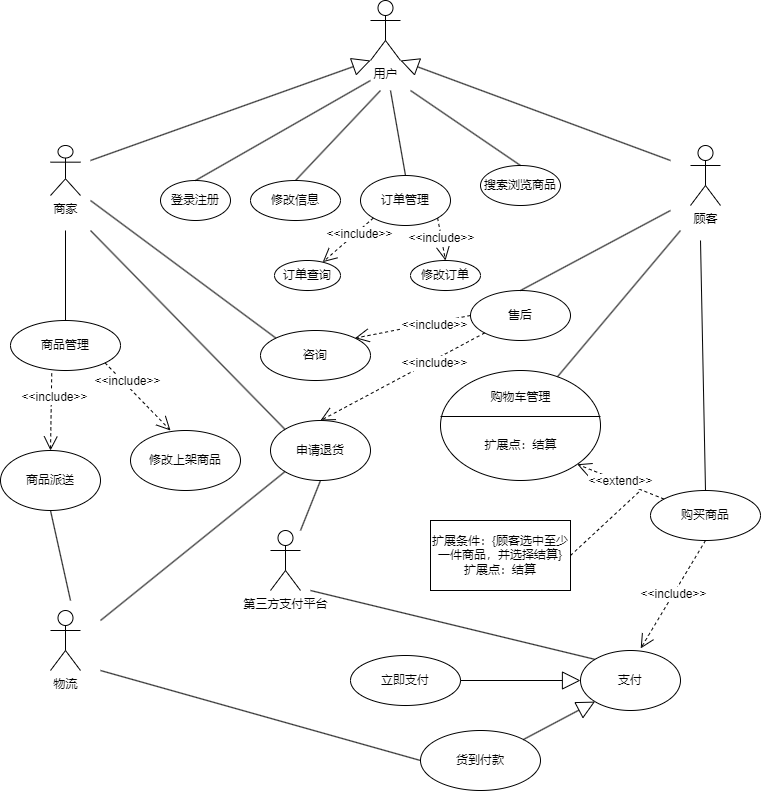 用户
商家
登录注册
修改信息
订单管理
搜索浏览商品
顾客
<<include>>
<<include>>
订单查询
修改订单
售后
<<include>>
商品管理
咨询
<<include>>
<<include>>
<<include>>
购物车管理
扩展点：结算
申请退货
修改上架商品
商品派送
<<extend>>
购买商品
扩展条件：{顾客选中至少
一件商品，并选择结算}
扩展点：结算
<<include>>
第三方支付平台
物流
立即支付
支付
货到付款